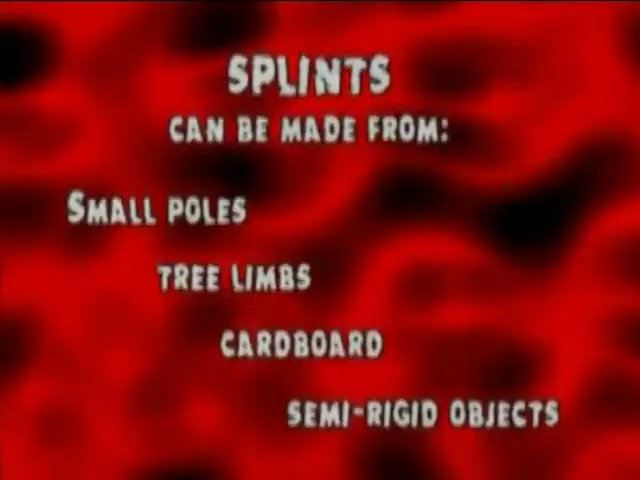 SPLINTS
CAN BE MADE FROM:
SMALL POLES
TREE LIMBS
CARDBOARD
SEMI-RIGID OBJECTS